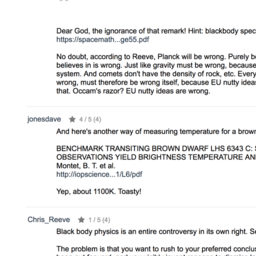 Dear God, the ignorance of that remark! Hint: blackbody spec
https://spacemath...ge55.pdf
No doubt, according to Reeve, Planck will be wrong. Purely b
believes in is wrong. Just like gravity must be wrong, because
system. And comets don't have the density of rock, etc. Every
wrong, must therefore be wrong itself, because EU nutty ideas
that. Occam's razor? EU nutty ideas are wrong.
jonesdave 4 / 5 (4)
And here's another way of measuring temperature for a brown
BENCHMARK TRANSITING BROWN DWARF LHS 6343 C: S
OBSERVATIONS YIELD BRIGHTNESS TEMPERATURE AND
Montet, B. T. et al.
http://iopscience...1/L6/pdf
Yep, about 1100K. Toasty!
Chris_Reeve 1 / 5 (4)
Black body physics is an entire controversy in its own right. Se
The problem is that you want to rush to your preferred conclus